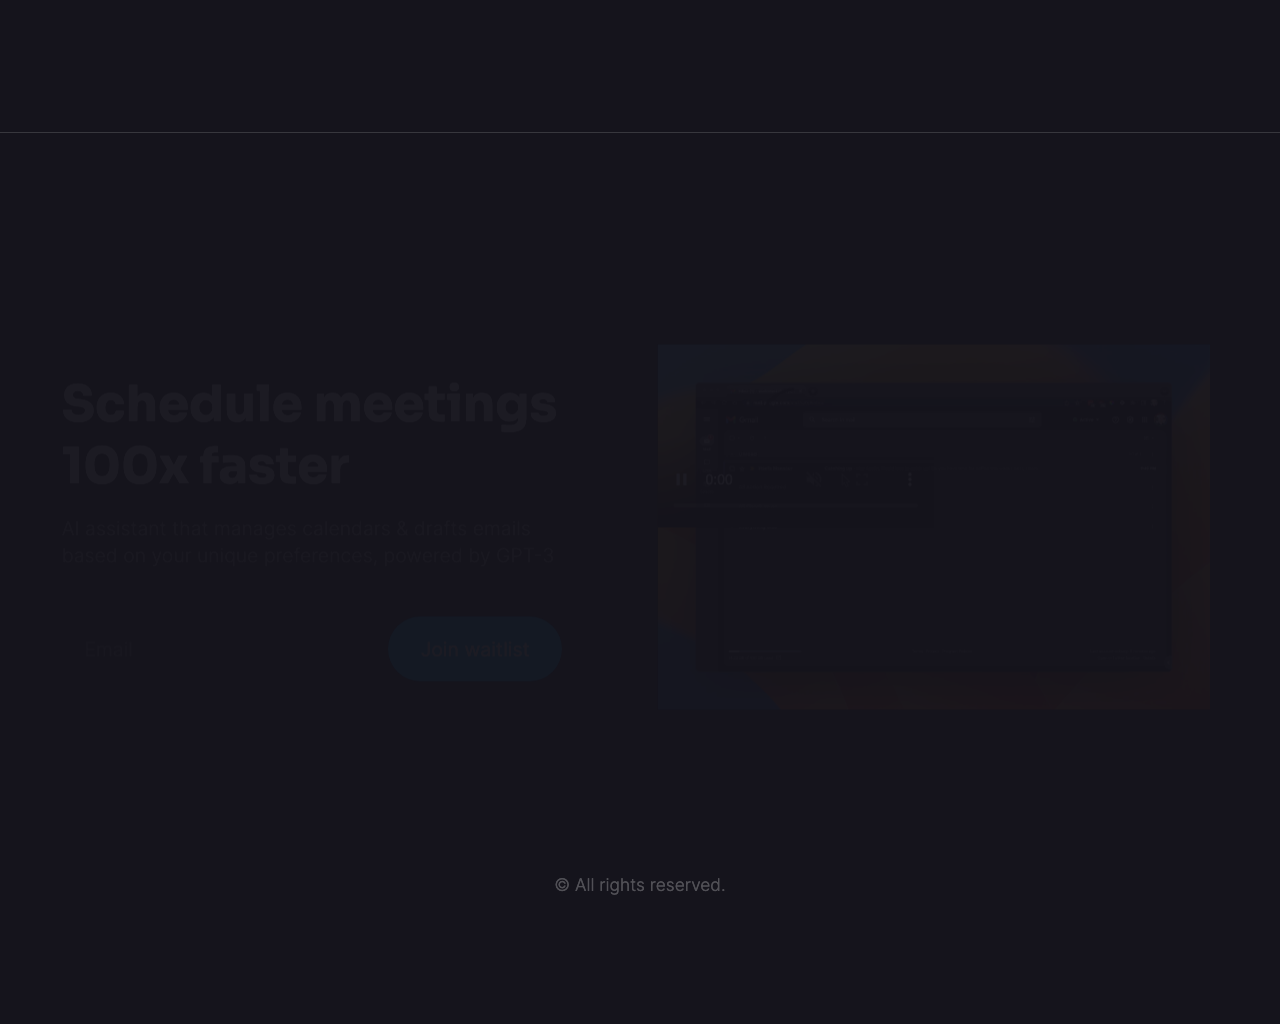 Schedule meetings
100x faster
AI assistant that manages calendars & drafts emails
based on your unique preferences, powered by GPT-3
Email
Join waitlist
0:00
© All rights reserved.